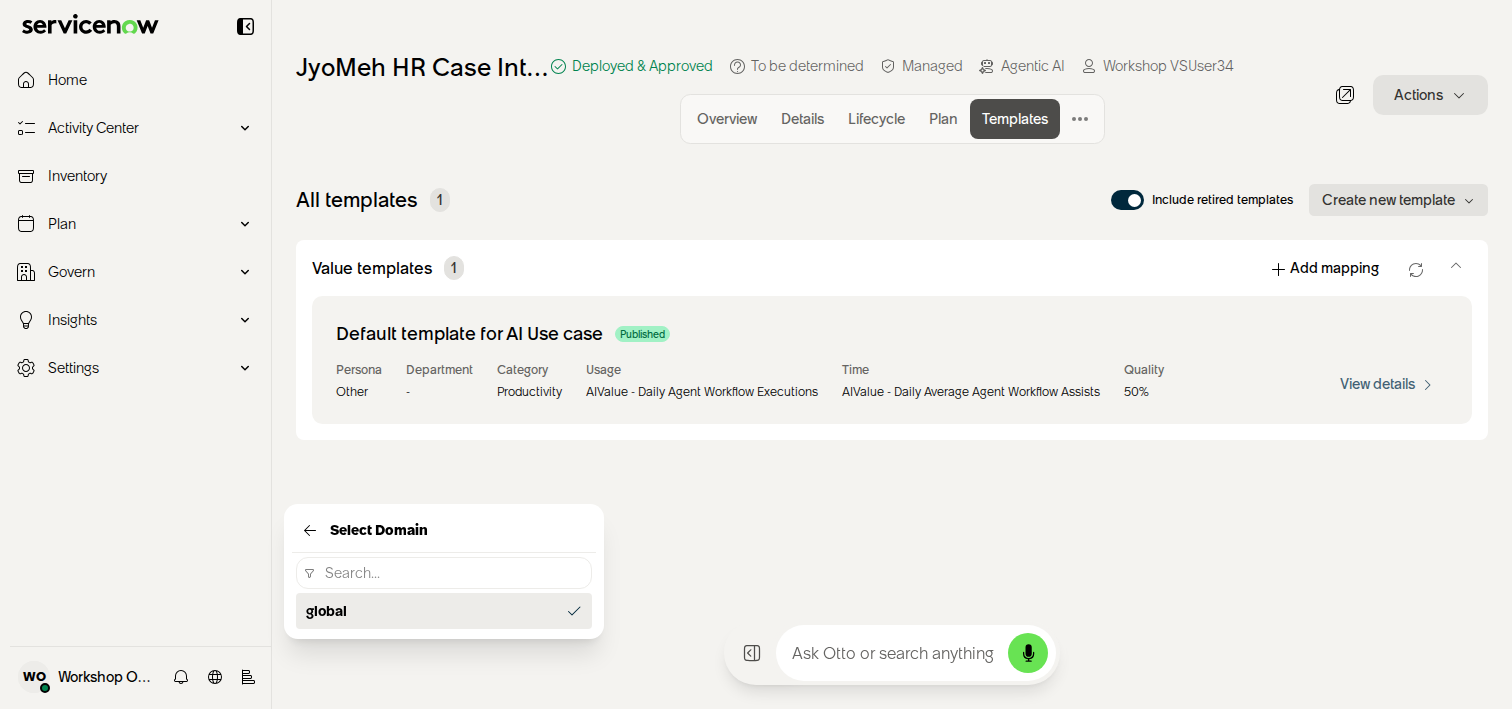 servicenow
Home
Activity Center
Inventory
Plan
Govern
Insights
Settings
JyoMeh HR Case Int... Deployed & Approved To be determined Managed Agentic AI Workshop VSUser34
Actions
Overview Details Lifecycle Plan Templates
All templates 1
Include retired templates Create new template
Value templates 1
Add mapping
Default template for AI Use case Published
Persona Department Category Usage Time Quality
Other - Productivity AIValue - Daily Agent Workflow Executions AIValue - Daily Average Agent Workflow Assists 50%
View details
Select Domain
Search...
global
Ask Otto or search anything
WO Workshop O...